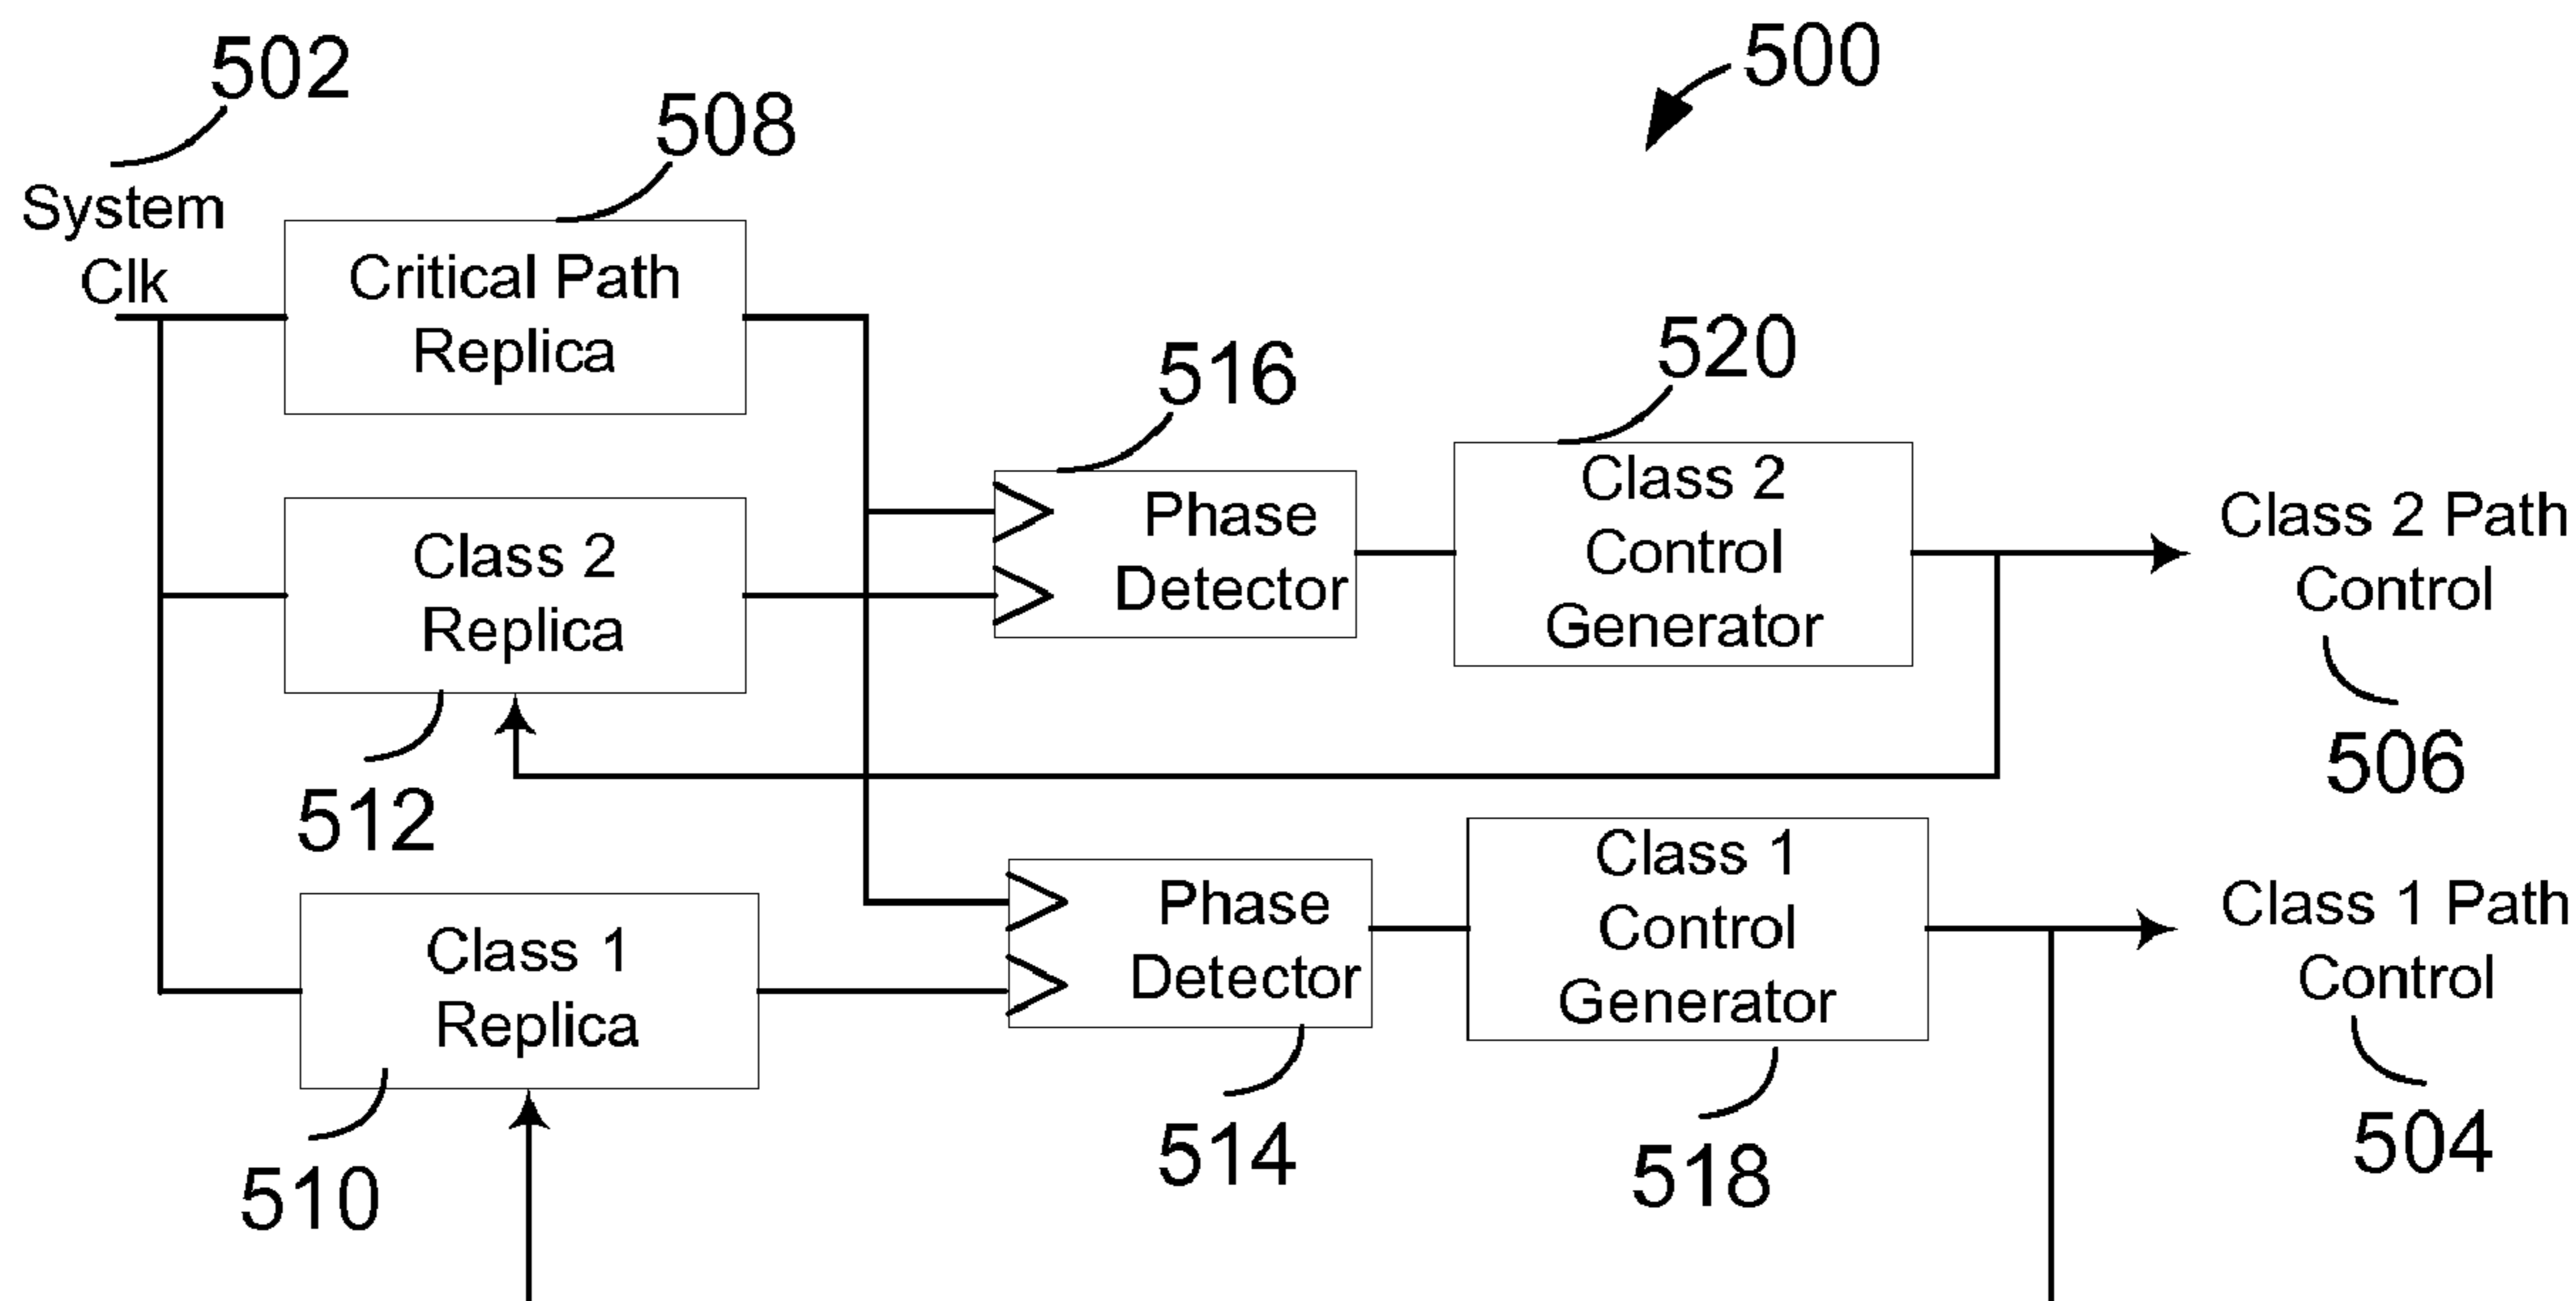 502
500
508
System
Clk
Critical Path
Replica
516
520
Class 2
Replica
Phase
Detector
Class 2
Control
Generator
Class 2 Path
Control
506
512
Class 1
Replica
Phase
Detector
Class 1
Control
Generator
Class 1 Path
Control
510
514
518
504